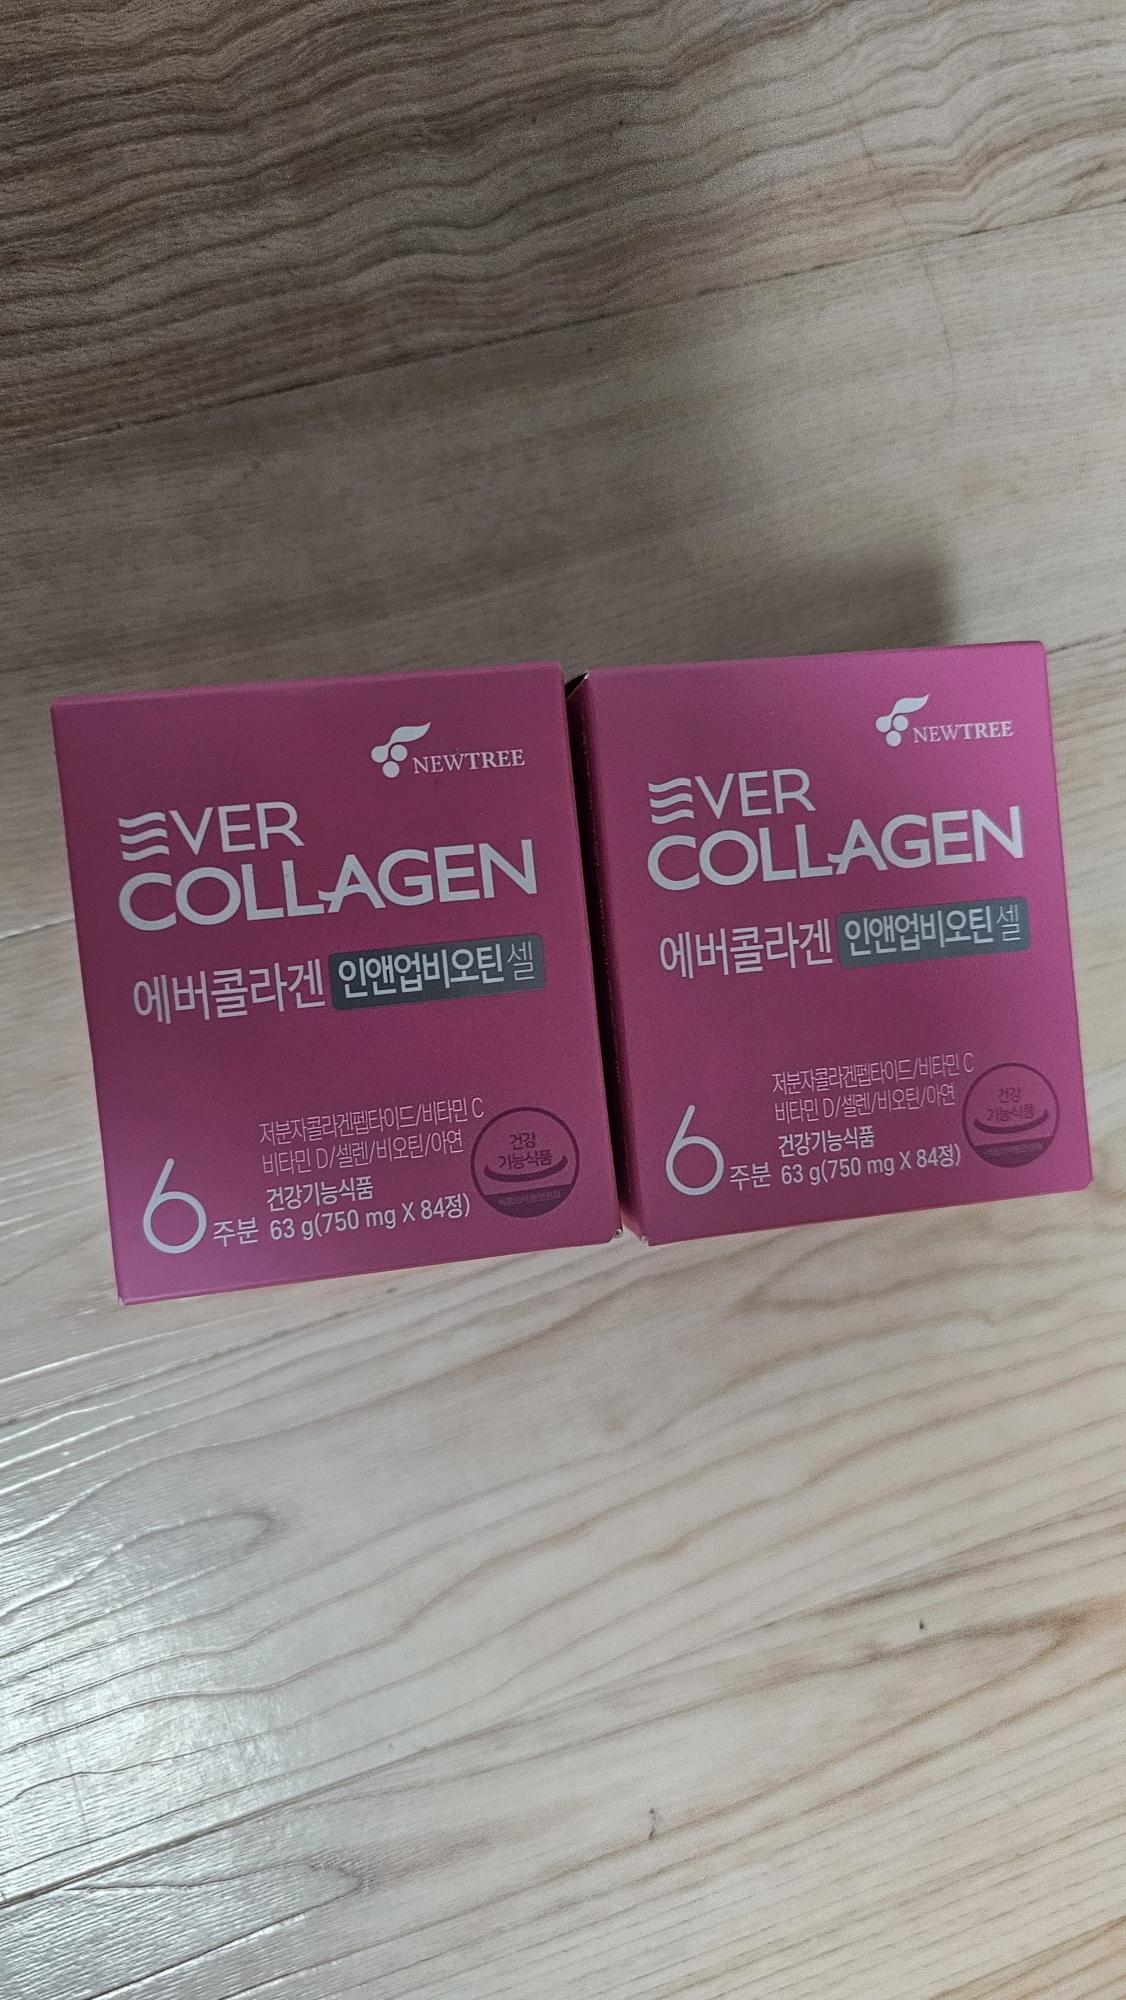 NEWTREE
EVER
COLLAGEN
에버콜라겐 인앤업비오틴 셀
저분자콜라겐펩타이드/비타민 C
비타민 D/셀렌/비오틴/아연
건강기능식품
6주분 63 g(750 mg X 84정)
건강
기능식품
NEWTREE
EVER
COLLAGEN
에버콜라겐 인앤업비오틴 셀
저분자콜라겐펩타이드/비타민 C
비타민 D/셀렌/비오틴/아연
건강기능식품
6주분 63 g(750 mg X 84정)
건강
기능식품